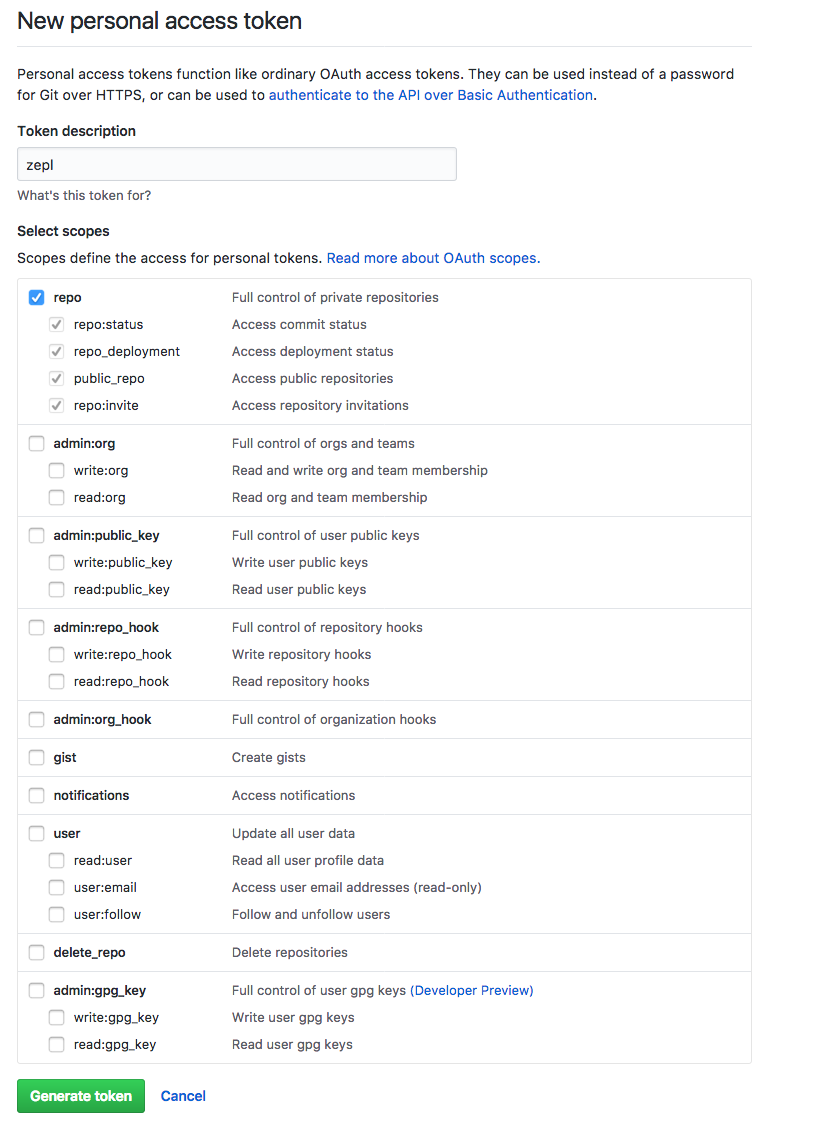 New personal access token
Personal access tokens function like ordinary OAuth access tokens. They can be used instead of a password
for Git over HTTPS, or can be used to authenticate to the API over Basic Authentication.
Token description
zepl
What's this token for?
Select scopes
Scopes define the access for personal tokens. Read more about OAuth scopes.
repo Full control of private repositories
repo:status Access commit status
repo_deployment Access deployment status
public_repo Access public repositories
repo:invite Access repository invitations
admin:org Full control of orgs and teams
write:org Read and write org and team membership
read:org Read org and team membership
admin:public_key Full control of user public keys
write:public_key Write user public keys
read:public_key Read user public keys
admin:repo_hook Full control of repository hooks
write:repo_hook Write repository hooks
read:repo_hook Read repository hooks
admin:org_hook Full control of organization hooks
gist Create gists
notifications Access notifications
user Update all user data
read:user Read all user profile data
user:email Access user email addresses (read-only)
user:follow Follow and unfollow users
delete_repo Delete repositories
admin:gpg_key Full control of user gpg keys (Developer Preview)
write:gpg_key Write user gpg keys
read:gpg_key Read user gpg keys
Generate token Cancel